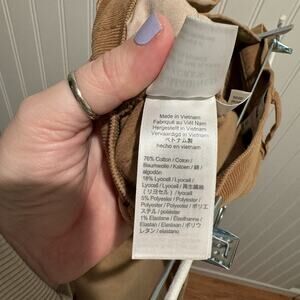 Made in Vietnam
Fabriqué au Viêt Nam
Hergestellt in Vietnam
Vervaardigd in Vietnam
ベトナム製
hecho en Vietnam
76% Cotton / Coton /
Baumwolle / Katoen / 綿 /
algodón
18% Lyocell / Lyocell /
Lyocell / Lyocell / 再生繊維
(リヨセル) / lyocell
5% Polyester / Polyester /
Polyester / Polyester / ポリエ
ステル / poliéster
1% Elastane / Élasthanne /
Elastan / Elastaan / ポリウ
レタン / elastano